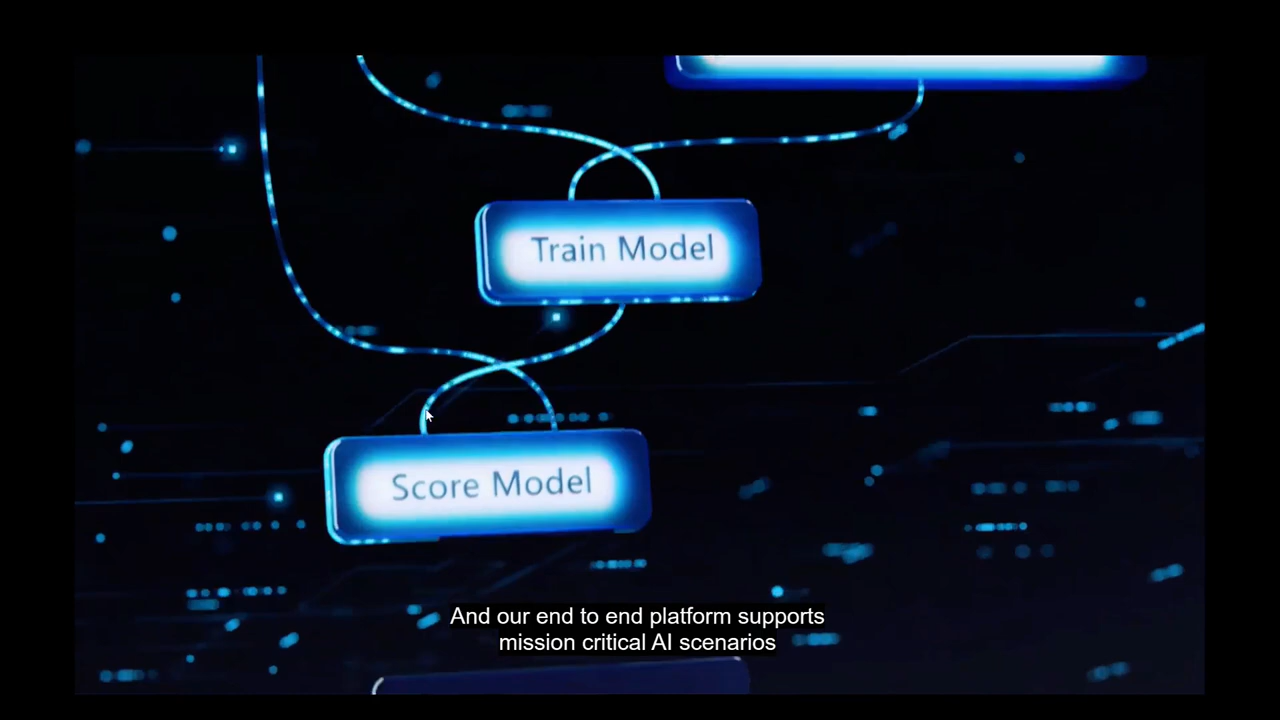 Train Model
Score Model
And our end to end platform supports
mission critical AI scenarios